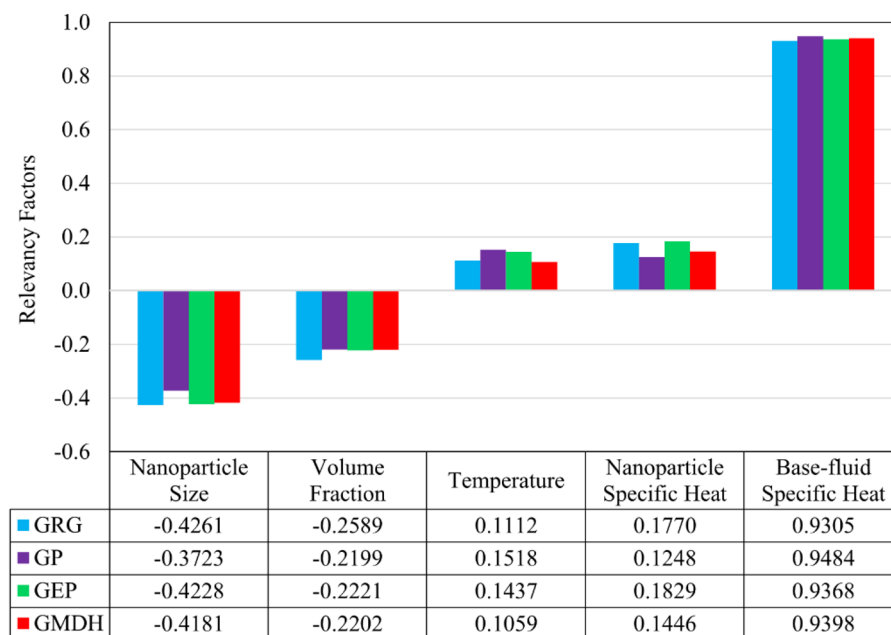 1.0
0.8
0.6
0.4
0.2
0.0
-0.2
-0.4
-0.6
Relevancy Factors
Nanoparticle Size Volume Fraction Temperature Nanoparticle Specific Heat Base-fluid Specific Heat
GRG -0.4261 -0.2589 0.1112 0.1770 0.9305
GP -0.3723 -0.2199 0.1518 0.1248 0.9484
GEP -0.4228 -0.2221 0.1437 0.1829 0.9368
GMDH -0.4181 -0.2202 0.1059 0.1446 0.9398